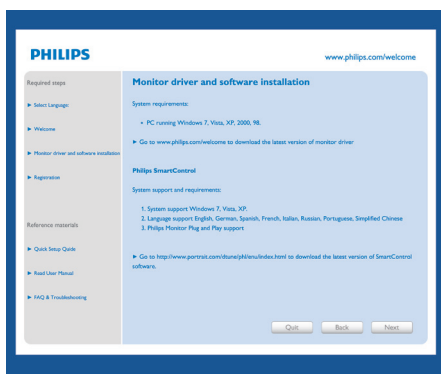 PHILIPS
www.philips.com/welcome
Required steps
► Select Language:
► Welcome
► Monitor driver and software installation
► Registration
Reference materials
► Quick Setup Quide
► Read User Manual
► FAQ & Troubleshooting
Monitor driver and software installation
System requirements:
• PC running Windows 7, Vista, XP, 2000, 98.
► Go to www.philips.com/welcome to download the latest version of monitor driver
Philips SmartControl
System support and requirements:
1. System support Windows 7, Vista, XP.
2. Language support English, German, Spanish, French, Italian, Russian, Portuguese, Simplified Chinese
3. Philips Monitor Plug and Play support
► Go to http://www.portrait.com/dtune/phl/enu/index.html to download the latest version of SmartControl
software.
Quit
Back
Next